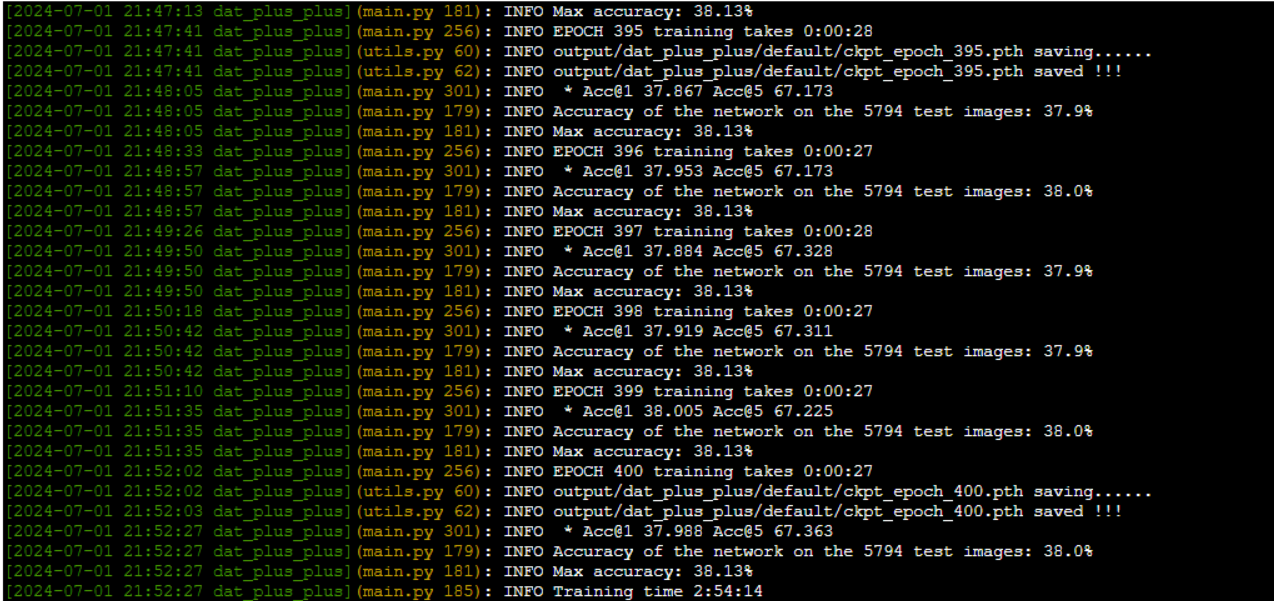 [2024-07-01 21:47:13 dat_plus_plus](main.py 181): INFO Max accuracy: 38.13%
[2024-07-01 21:47:41 dat_plus_plus](main.py 256): INFO EPOCH 395 training takes 0:00:28
[2024-07-01 21:47:41 dat_plus_plus](utils.py 60): INFO output/dat_plus_plus/default/ckpt_epoch_395.pth saving......
[2024-07-01 21:47:41 dat_plus_plus](utils.py 62): INFO output/dat_plus_plus/default/ckpt_epoch_395.pth saved !!!
[2024-07-01 21:48:05 dat_plus_plus](main.py 301): INFO  * Acc@1 37.867 Acc@5 67.173
[2024-07-01 21:48:05 dat_plus_plus](main.py 179): INFO Accuracy of the network on the 5794 test images: 37.9%
[2024-07-01 21:48:05 dat_plus_plus](main.py 181): INFO Max accuracy: 38.13%
[2024-07-01 21:48:33 dat_plus_plus](main.py 256): INFO EPOCH 396 training takes 0:00:27
[2024-07-01 21:48:57 dat_plus_plus](main.py 301): INFO  * Acc@1 37.953 Acc@5 67.173
[2024-07-01 21:48:57 dat_plus_plus](main.py 179): INFO Accuracy of the network on the 5794 test images: 38.0%
[2024-07-01 21:48:57 dat_plus_plus](main.py 181): INFO Max accuracy: 38.13%
[2024-07-01 21:49:26 dat_plus_plus](main.py 256): INFO EPOCH 397 training takes 0:00:28
[2024-07-01 21:49:50 dat_plus_plus](main.py 301): INFO  * Acc@1 37.884 Acc@5 67.328
[2024-07-01 21:49:50 dat_plus_plus](main.py 179): INFO Accuracy of the network on the 5794 test images: 37.9%
[2024-07-01 21:49:50 dat_plus_plus](main.py 181): INFO Max accuracy: 38.13%
[2024-07-01 21:50:18 dat_plus_plus](main.py 256): INFO EPOCH 398 training takes 0:00:27
[2024-07-01 21:50:42 dat_plus_plus](main.py 301): INFO  * Acc@1 37.919 Acc@5 67.311
[2024-07-01 21:50:42 dat_plus_plus](main.py 179): INFO Accuracy of the network on the 5794 test images: 37.9%
[2024-07-01 21:50:42 dat_plus_plus](main.py 181): INFO Max accuracy: 38.13%
[2024-07-01 21:51:10 dat_plus_plus](main.py 256): INFO EPOCH 399 training takes 0:00:27
[2024-07-01 21:51:35 dat_plus_plus](main.py 301): INFO  * Acc@1 38.005 Acc@5 67.225
[2024-07-01 21:51:35 dat_plus_plus](main.py 179): INFO Accuracy of the network on the 5794 test images: 38.0%
[2024-07-01 21:51:35 dat_plus_plus](main.py 181): INFO Max accuracy: 38.13%
[2024-07-01 21:52:02 dat_plus_plus](main.py 256): INFO EPOCH 400 training takes 0:00:27
[2024-07-01 21:52:02 dat_plus_plus](utils.py 60): INFO output/dat_plus_plus/default/ckpt_epoch_400.pth saving......
[2024-07-01 21:52:03 dat_plus_plus](utils.py 62): INFO output/dat_plus_plus/default/ckpt_epoch_400.pth saved !!!
[2024-07-01 21:52:27 dat_plus_plus](main.py 301): INFO  * Acc@1 37.988 Acc@5 67.363
[2024-07-01 21:52:27 dat_plus_plus](main.py 179): INFO Accuracy of the network on the 5794 test images: 38.0%
[2024-07-01 21:52:27 dat_plus_plus](main.py 181): INFO Max accuracy: 38.13%
[2024-07-01 21:52:27 dat_plus_plus](main.py 185): INFO Training time 2:54:14